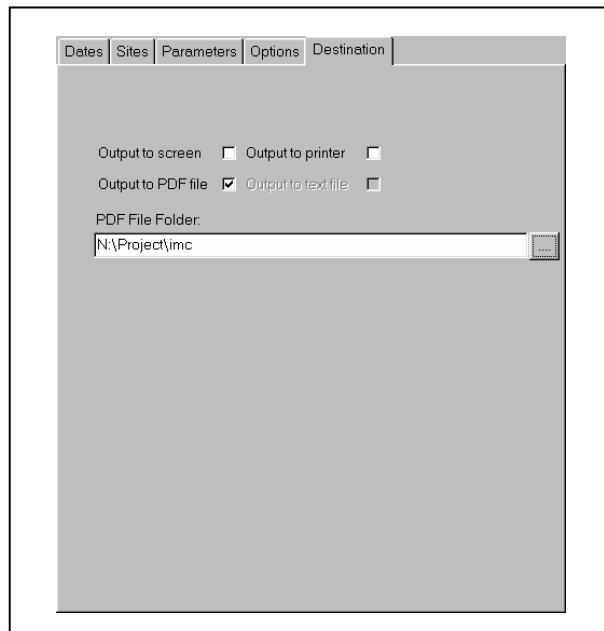 Dates Sites Parameters Options Destination
Output to screen Output to printer
Output to PDF file Output to text file
PDF File Folder:
N:\Project\imc ...